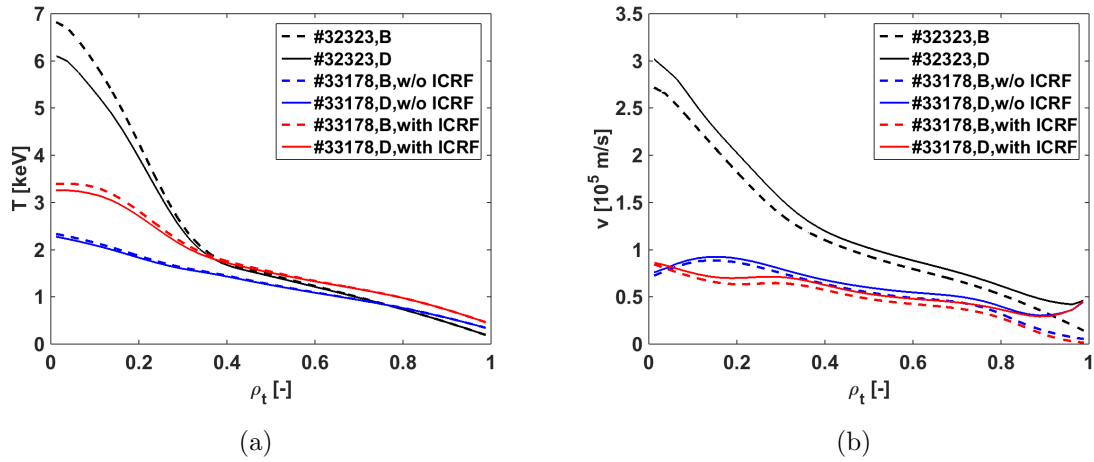 7
6
5
4
3
2
1
0
T [keV]
#32323,B
#32323,D
#33178,B,w/o ICRF
#33178,D,w/o ICRF
#33178,B,with ICRF
#33178,D,with ICRF
0 0.2 0.4 0.6 0.8 1
ρt [-]
(a)
3.5
3
2.5
2
1.5
1
0.5
0
v [10^5 m/s]
#32323,B
#32323,D
#33178,B,w/o ICRF
#33178,D,w/o ICRF
#33178,B,with ICRF
#33178,D,with ICRF
0 0.2 0.4 0.6 0.8 1
ρt [-]
(b)